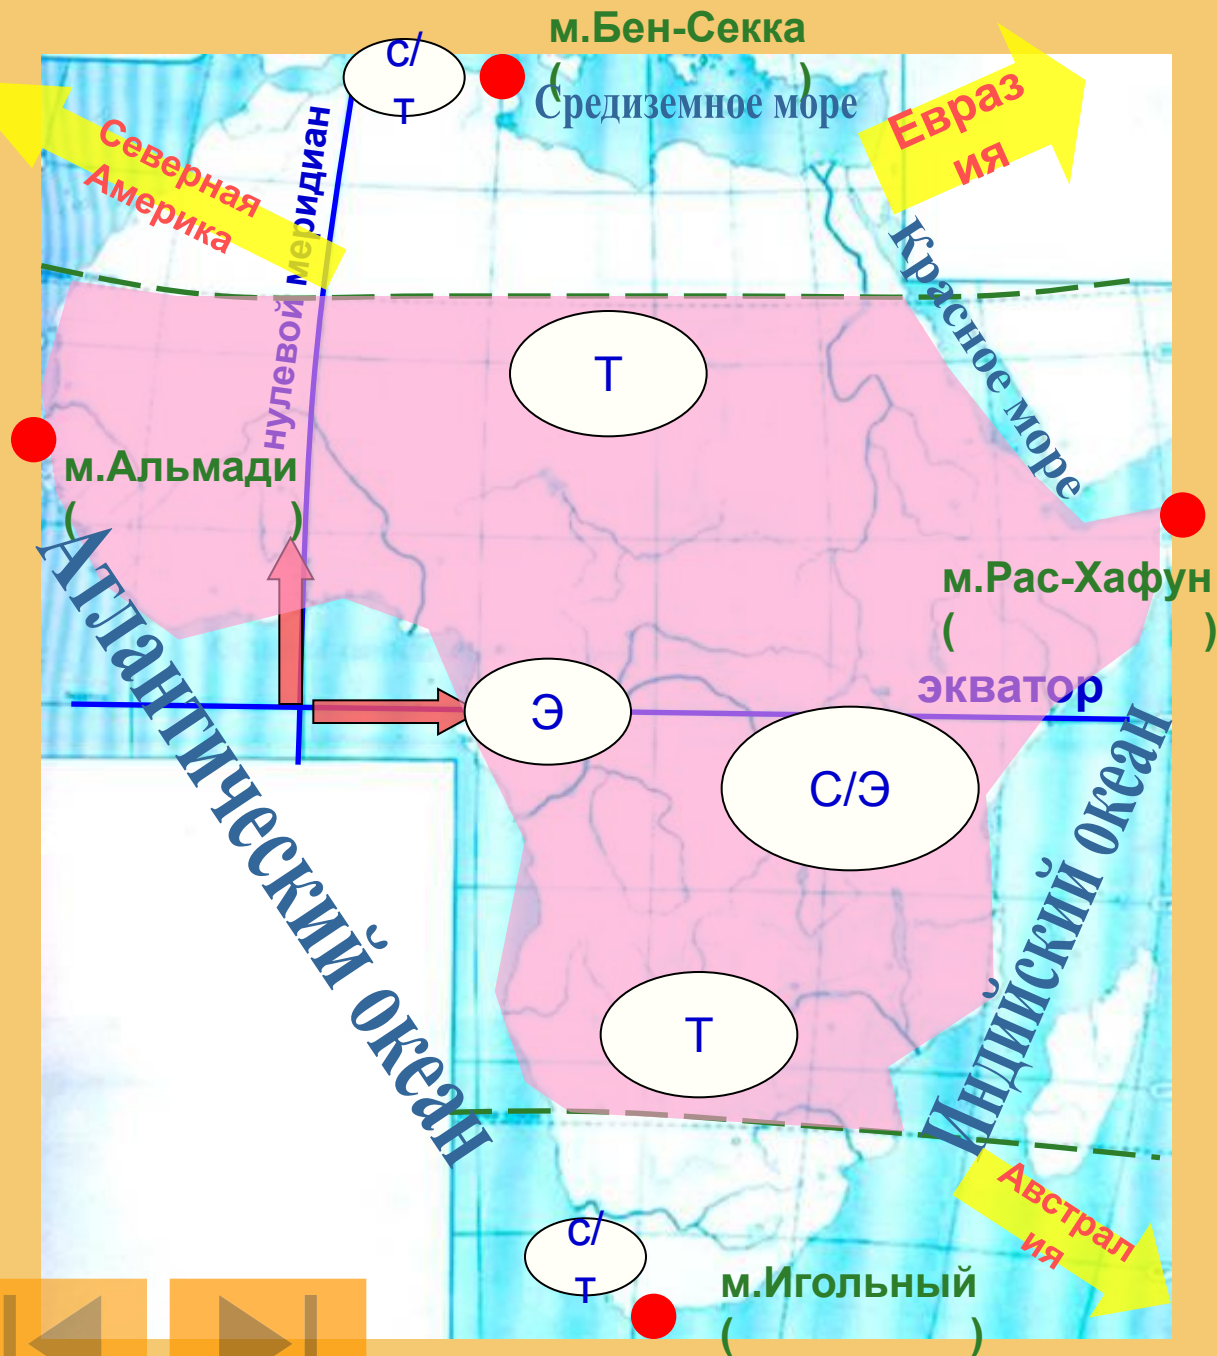 м.Бен-Секка
( )
с/
т
Средиземное море
Евраз
ия
Северная
Америка
нулевой меридиан
Красное море
Т
м.Альмади
( )
м.Рас-Хафун
( )
Атлантический океан
экватор
Э
С/Э
Индийский океан
Т
Австрал
ия
с/
т
м.Игольный
( )